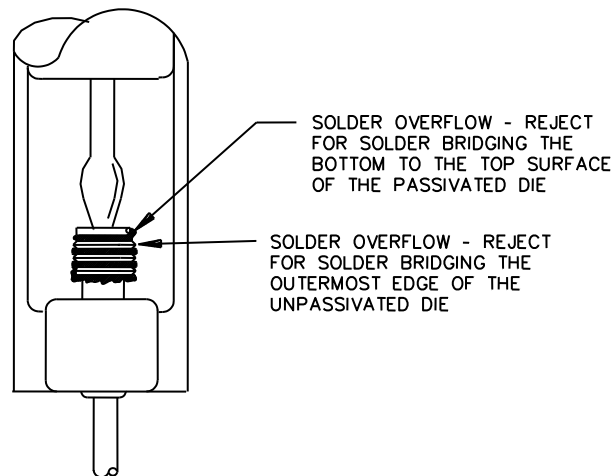 SOLDER OVERFLOW - REJECT
FOR SOLDER BRIDGING THE
BOTTOM TO THE TOP SURFACE
OF THE PASSIVATED DIE
SOLDER OVERFLOW - REJECT
FOR SOLDER BRIDGING THE
OUTERMOST EDGE OF THE
UNPASSIVATED DIE